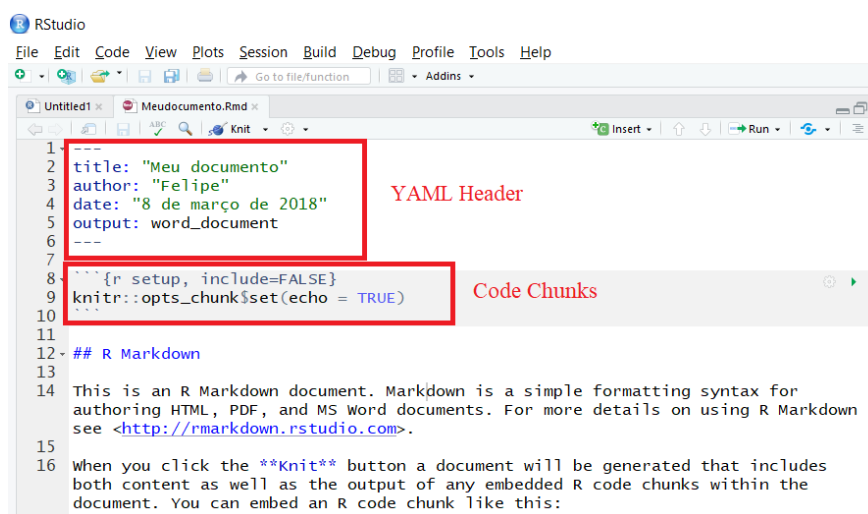 RStudio
File Edit Code View Plots Session Build Debug Profile Tools Help
Go to file/function Addins
Untitled1 Meudocumento.Rmd
ABC Knit Insert Run
1 ---
2 title: "Meu documento"
3 author: "Felipe"
4 date: "8 de março de 2018"
5 output: word_document
6 ---
YAML Header
7
8 ```{r setup, include=FALSE}
9 knitr::opts_chunk$set(echo = TRUE)
10 ```
Code Chunks
11
12 ## R Markdown
13
14 This is an R Markdown document. Markdown is a simple formatting syntax for
authoring HTML, PDF, and MS Word documents. For more details on using R Markdown
see <http://rmarkdown.rstudio.com>.
15
16 When you click the **Knit** button a document will be generated that includes
both content as well as the output of any embedded R code chunks within the
document. You can embed an R code chunk like this: